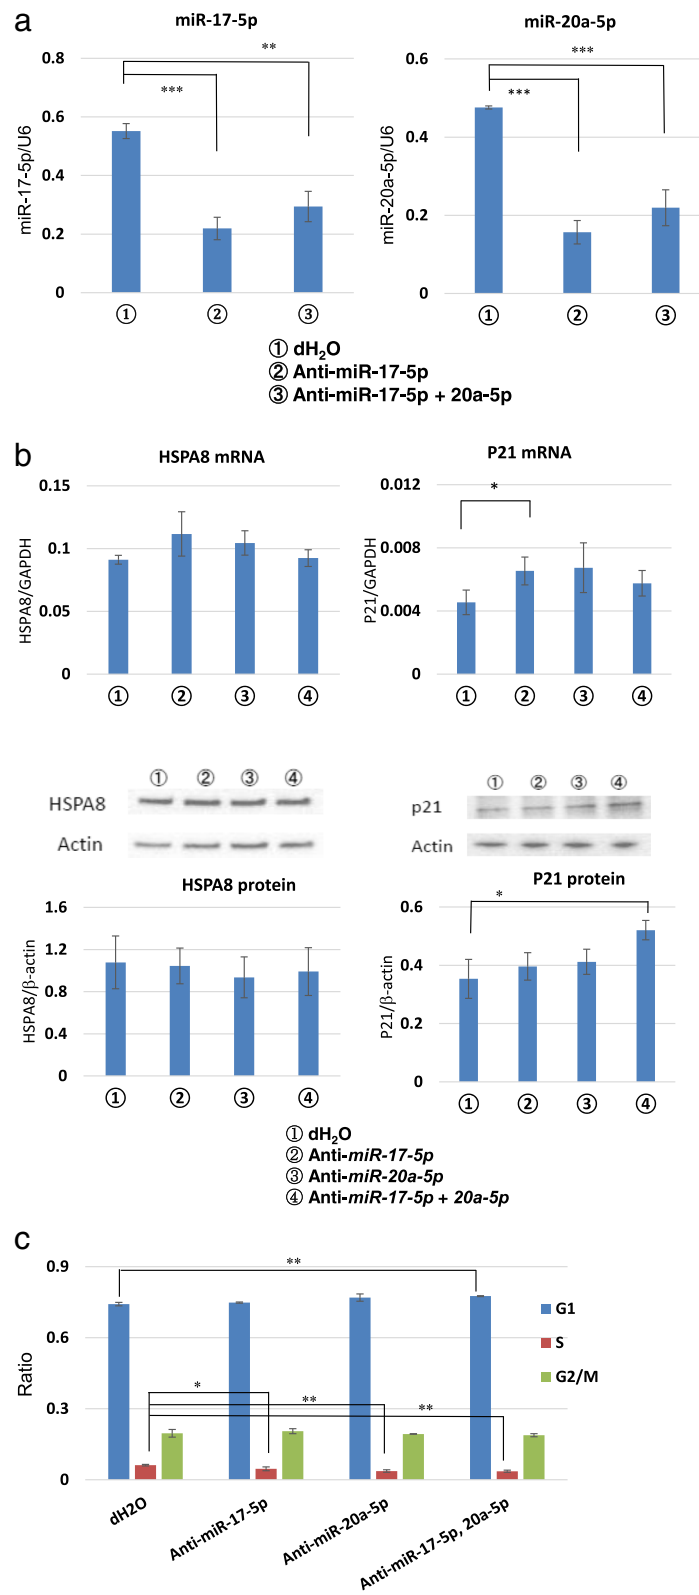 a
miR-17-5p
miR-20a-5p
miR-17-5p/U6
0.8
0.6
0.4
0.2
0
**
***
① ② ③
miR-20a-5p/U6
0.6
0.4
0.2
0
***
***
① ② ③
① dH₂O
② Anti-miR-17-5p
③ Anti-miR-17-5p + 20a-5p
b
HSPA8 mRNA
HSPA8/GAPDH
0.15
0.1
0.05
0
① ② ③ ④
P21 mRNA
P21/GAPDH
0.012
0.008
0.004
0
*
① ② ③ ④
① ② ③ ④
HSPA8
Actin
① ② ③ ④
p21
Actin
HSPA8 protein
HSPA8/β-actin
1.6
1.2
0.8
0.4
0
① ② ③ ④
P21 protein
P21/β-actin
0.6
0.4
0.2
0
*
① ② ③ ④
① dH₂O
② Anti-miR-17-5p
③ Anti-miR-20a-5p
④ Anti-miR-17-5p + 20a-5p
c
Ratio
0.9
0.6
0.3
0
**
*
**
**
G1
S
G2/M
dH2O
Anti-miR-17-5p
Anti-miR-20a-5p
Anti-miR-17-5p, 20a-5p